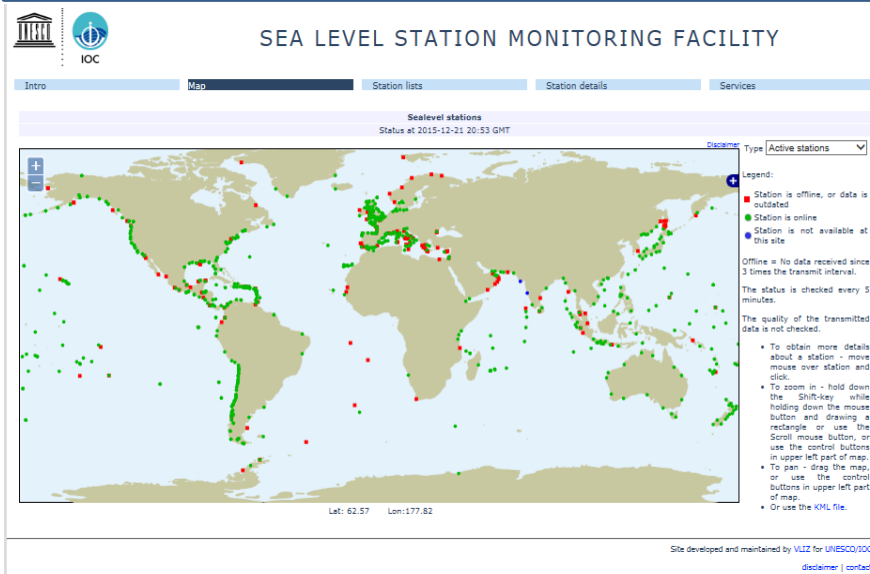 IOC
SEA LEVEL STATION MONITORING FACILITY
Intro
Map
Station lists
Station details
Services
Sealevel stations
Status at 2015-12-21 20:53 GMT
Disclaimer
Type Active stations
+
−
+
Legend:
Station is offline, or data is
outdated
Station is online
Station is not available at
this site
Offline = No data received since
3 times the transmit interval.
The status is checked every 5
minutes.
The quality of the transmitted
data is not checked.
• To obtain more details
about a station - move
mouse over station and
click.
• To zoom in - hold down
the Shift-key while
holding down the mouse
button and drawing a
rectangle or use the
Scroll mouse button, or
use the control buttons
in upper left part of map.
• To pan - drag the map,
or use the control
buttons in upper left part
of map.
• Or use the KML file.
Lat: 62.57 Lon:177.82
Site developed and maintained by VLIZ for UNESCO/IOC
disclaimer | contact